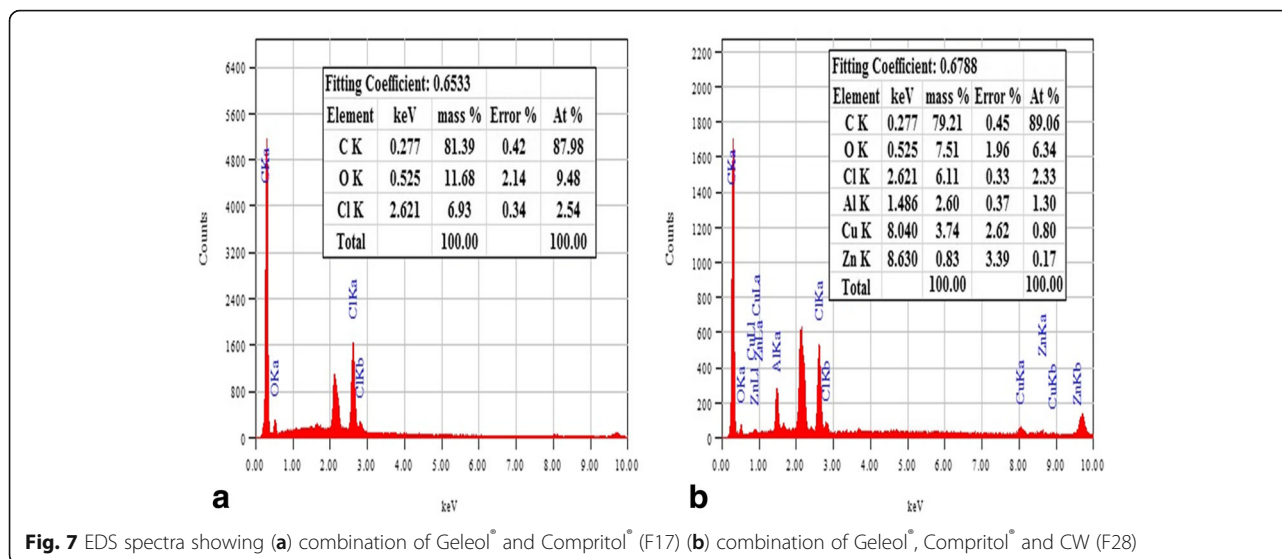 6400
5600
4800
4000
3200
2400
1600
800
0
Counts
Fitting Coefficient: 0.6533
Element keV mass % Error % At %
C K 0.277 81.39 0.42 87.98
O K 0.525 11.68 2.14 9.48
Cl K 2.621 6.93 0.34 2.54
Total 100.00 100.00
CKa
OKa
ClKa
ClKb
0.00 1.00 2.00 3.00 4.00 5.00 6.00 7.00 8.00 9.00 10.00
keV
a
2200
2000
1800
1600
1400
1200
1000
800
600
400
200
0
Counts
Fitting Coefficient: 0.6788
Element keV mass % Error % At %
C K 0.277 79.21 0.45 89.06
O K 0.525 7.51 1.96 6.34
Cl K 2.621 6.11 0.33 2.33
Al K 1.486 2.60 0.37 1.30
Cu K 8.040 3.74 2.62 0.80
Zn K 8.630 0.83 3.39 0.17
Total 100.00 100.00
CKa
OKa
ZnLl CuLl
ZnLa CuLa
AlKa
ClKa
ClKb
CuKa
ZnKa
CuKb
ZnKb
0.00 1.00 2.00 3.00 4.00 5.00 6.00 7.00 8.00 9.00 10.00
keV
b
Fig. 7 EDS spectra showing (a) combination of Geleol® and Compritol® (F17) (b) combination of Geleol®, Compritol® and CW (F28)